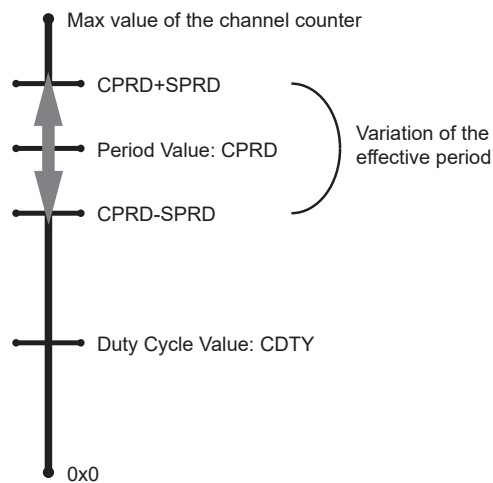 Max value of the channel counter
CPRD+SPRD
Period Value: CPRD
Variation of the
effective period
CPRD-SPRD
Duty Cycle Value: CDTY
0x0